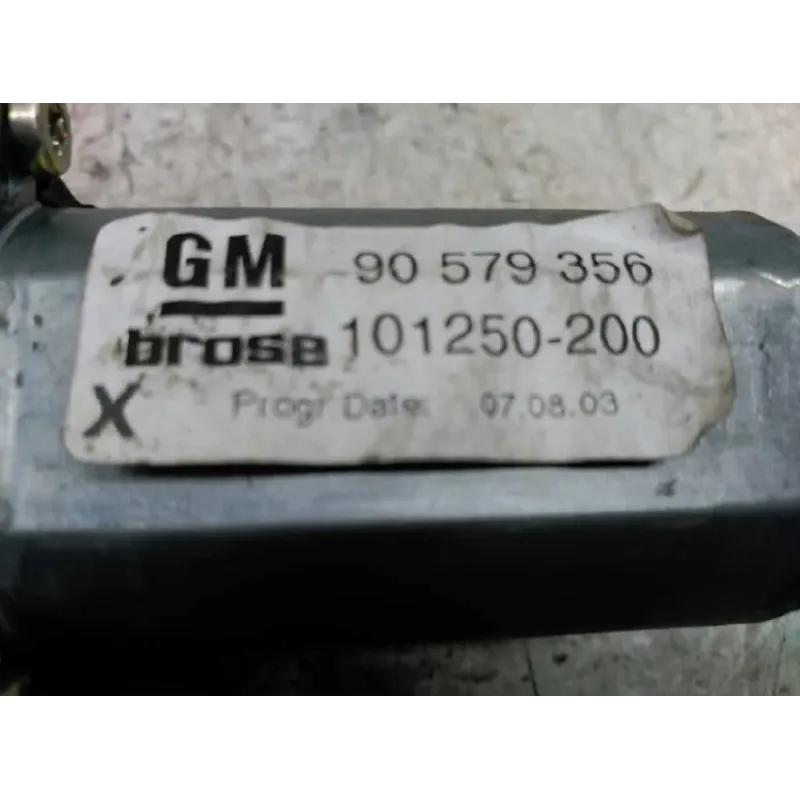 GM 90 579 356
brose 101250-200
X Progr Date: 07.08.03